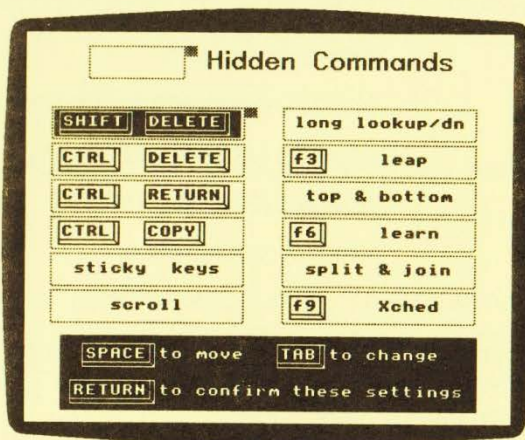 Hidden Commands
SHIFT DELETE
CTRL DELETE
CTRL RETURN
CTRL COPY
sticky keys
scroll
long lookup/dn
f3 leap
top & bottom
f6 learn
split & join
f9 Xched
SPACE to move TAB to change
RETURN to confirm these settings